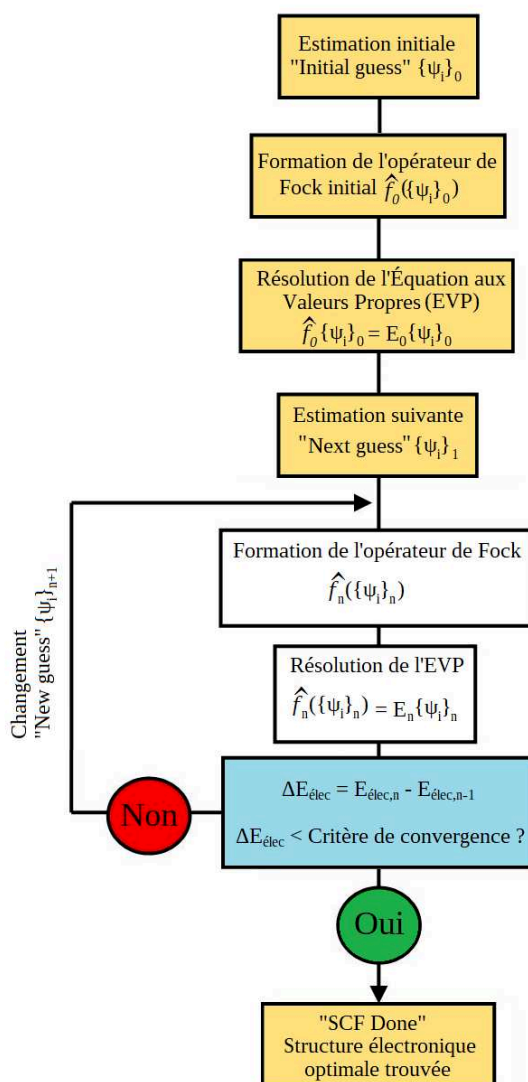 Estimation initiale
"Initial guess" {ψi}0
Formation de l'opérateur de
Fock initial f̂0({ψi}0)
Résolution de l'Équation aux
Valeurs Propres (EVP)
f̂0{ψi}0 = E0{ψi}0
Estimation suivante
"Next guess" {ψi}1
Formation de l'opérateur de Fock
f̂n({ψi}n)
Changement
"New guess" {ψi}n+1
Résolution de l'EVP
f̂n({ψi}n) = En{ψi}n
ΔEélec = Eélec,n - Eélec,n-1
ΔEélec < Critère de convergence ?
Non
Oui
"SCF Done"
Structure électronique
optimale trouvée